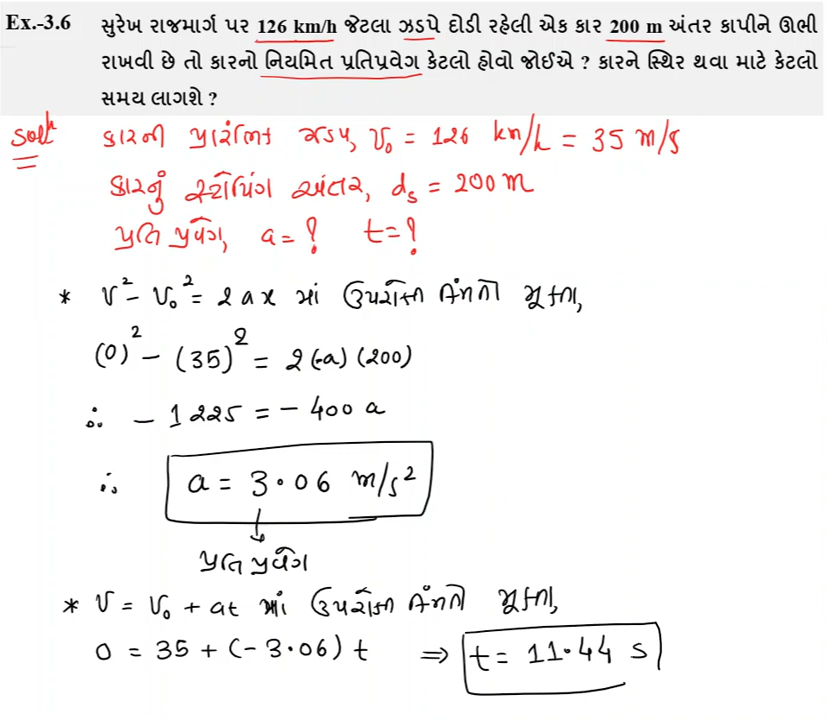 Ex.-3.6 સુરેખ રાજમાર્ગ પર 126 km/h જેટલા ઝડપે દોડી રહેલી એક કાર 200 m અંતર કાપીને ઊભી
રાખવી છે તો કારનો નિયમિત પ્રતિપ્રવેગ કેટલો હોવો જોઈએ ? કારને સ્થિર થવા માટે કેટલો
સમય લાગશે ?
Solⁿ કારની પ્રારંભિક ઝડપ, v₀ = 126 km/h = 35 m/s
કારનું સ્ટોપિંગ અંતર, dₛ = 200 m
પ્રતિ પ્રવેગ, a = ? t = ?
* v² - v₀² = 2ax માં ઉપરોક્ત કિંમતો મૂકતા,
(0)² - (35)² = 2(-a)(200)
∴ - 1225 = - 400 a
∴ a = 3.06 m/s²
પ્રતિ પ્રવેગ
* v = v₀ + at માં ઉપરોક્ત કિંમતો મૂકતા,
0 = 35 + (-3.06) t ⇒ t = 11.44 s